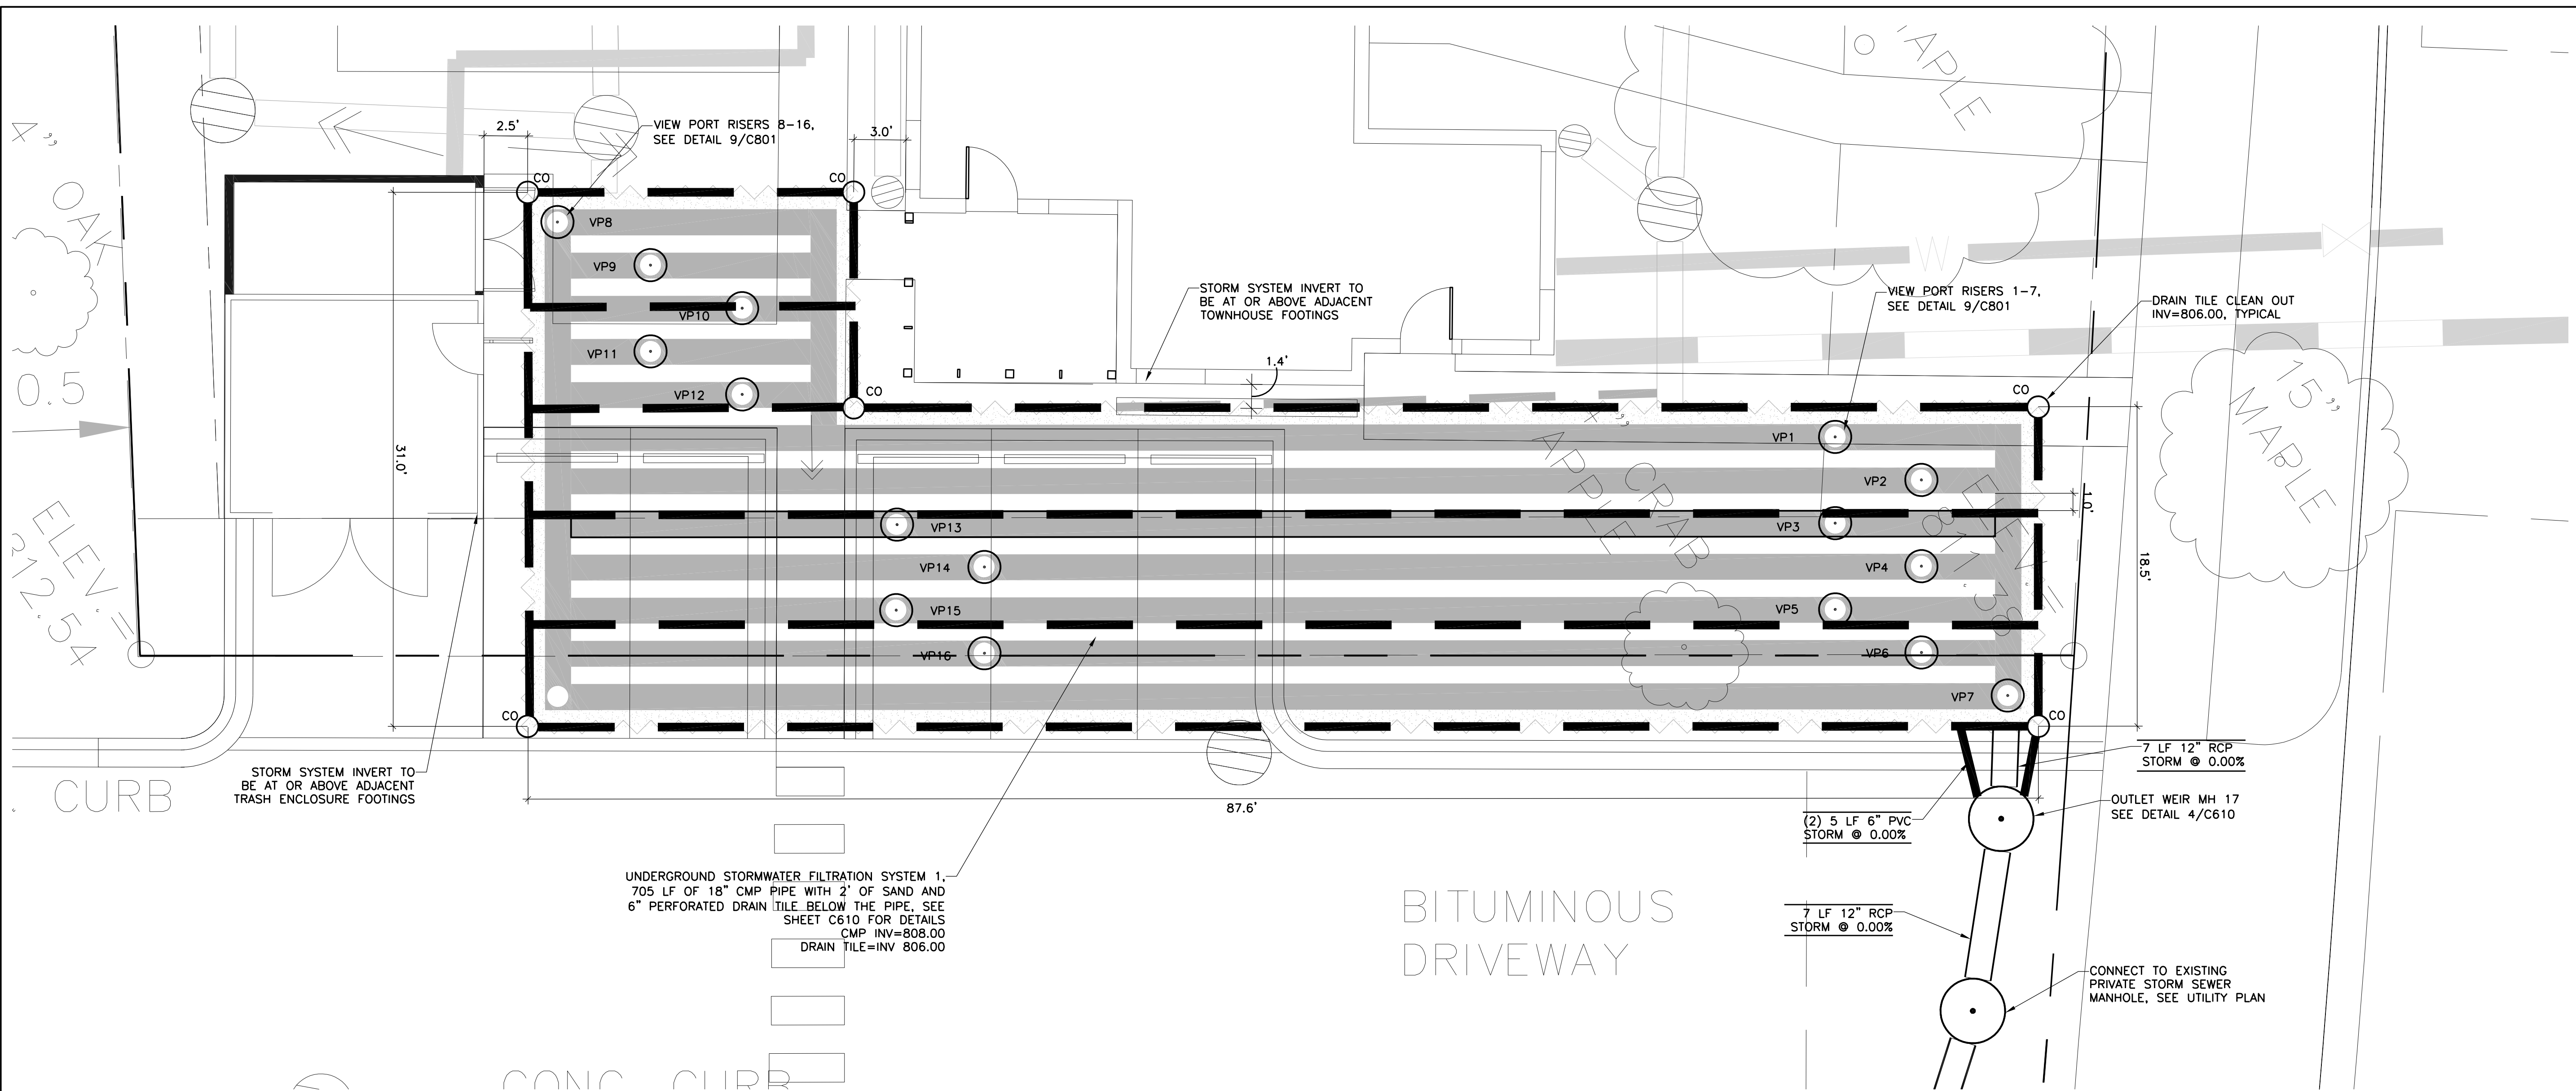 MAPLE
4"
OAK
2.5'
VIEW PORT RISERS 8-16,
SEE DETAIL 9/C801
3.0'
CO
CO
VP8
VP9
VP10
VP11
VP12
STORM SYSTEM INVERT TO
BE AT OR ABOVE ADJACENT
TOWNHOUSE FOOTINGS
VIEW PORT RISERS 1-7,
SEE DETAIL 9/C801
W
DRAIN TILE CLEAN OUT
INV=806.00, TYPICAL
1.4'
CO
CO
0.5
15"
MAPLE
31.0'
VP1
VP2
4"
CRAB
APPLE
1.0'
VP13
VP3
VP14
VP4
VP15
VP5
VP16
VP6
VP7
18.5'
ELEV.=
812.54
ELEV.=
813.8
CO
CO
STORM SYSTEM INVERT TO
BE AT OR ABOVE ADJACENT
TRASH ENCLOSURE FOOTINGS
CURB
87.6'
7 LF 12" RCP
STORM @ 0.00%
OUTLET WEIR MH 17
SEE DETAIL 4/C610
(2) 5 LF 6" PVC
STORM @ 0.00%
UNDERGROUND STORMWATER FILTRATION SYSTEM 1,
705 LF OF 18" CMP PIPE WITH 2' OF SAND AND
6" PERFORATED DRAIN TILE BELOW THE PIPE, SEE
SHEET C610 FOR DETAILS
CMP INV=808.00
DRAIN TILE=INV 806.00
BITUMINOUS
DRIVEWAY
7 LF 12" RCP
STORM @ 0.00%
CONNECT TO EXISTING
PRIVATE STORM SEWER
MANHOLE, SEE UTILITY PLAN
CONC. CURB